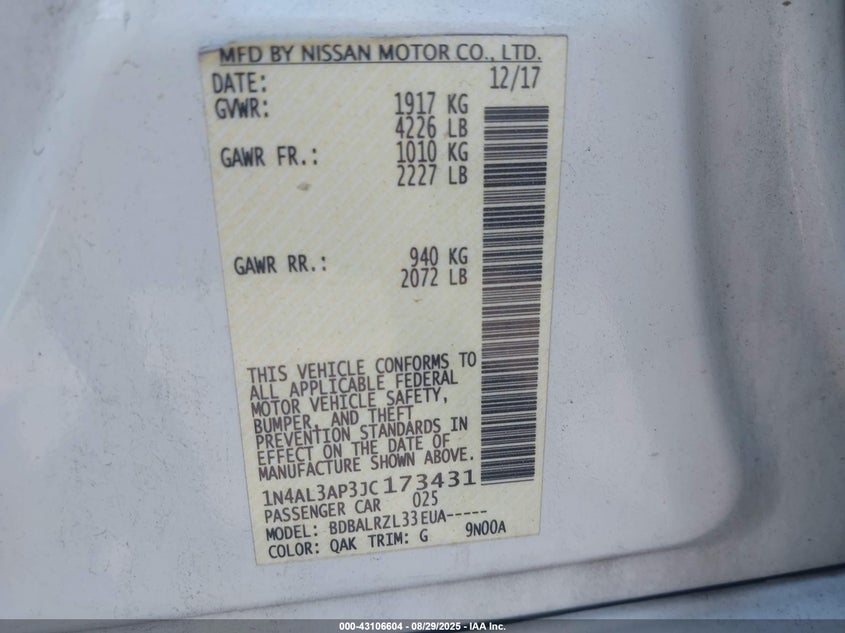 MFD BY NISSAN MOTOR CO., LTD.
DATE: 12/17
GVWR: 1917 KG
4226 LB
GAWR FR.: 1010 KG
2227 LB
GAWR RR.: 940 KG
2072 LB
THIS VEHICLE CONFORMS TO
ALL APPLICABLE FEDERAL
MOTOR VEHICLE SAFETY,
BUMPER, AND THEFT
PREVENTION STANDARDS IN
EFFECT ON THE DATE OF
MANUFACTURE SHOWN ABOVE.
1N4AL3AP3JC173431
PASSENGER CAR 025
MODEL: BDBALRZL33EUA-----
COLOR: QAK TRIM: G 9N00A
000-43106604 / 08/29/2025 - IAA Inc.